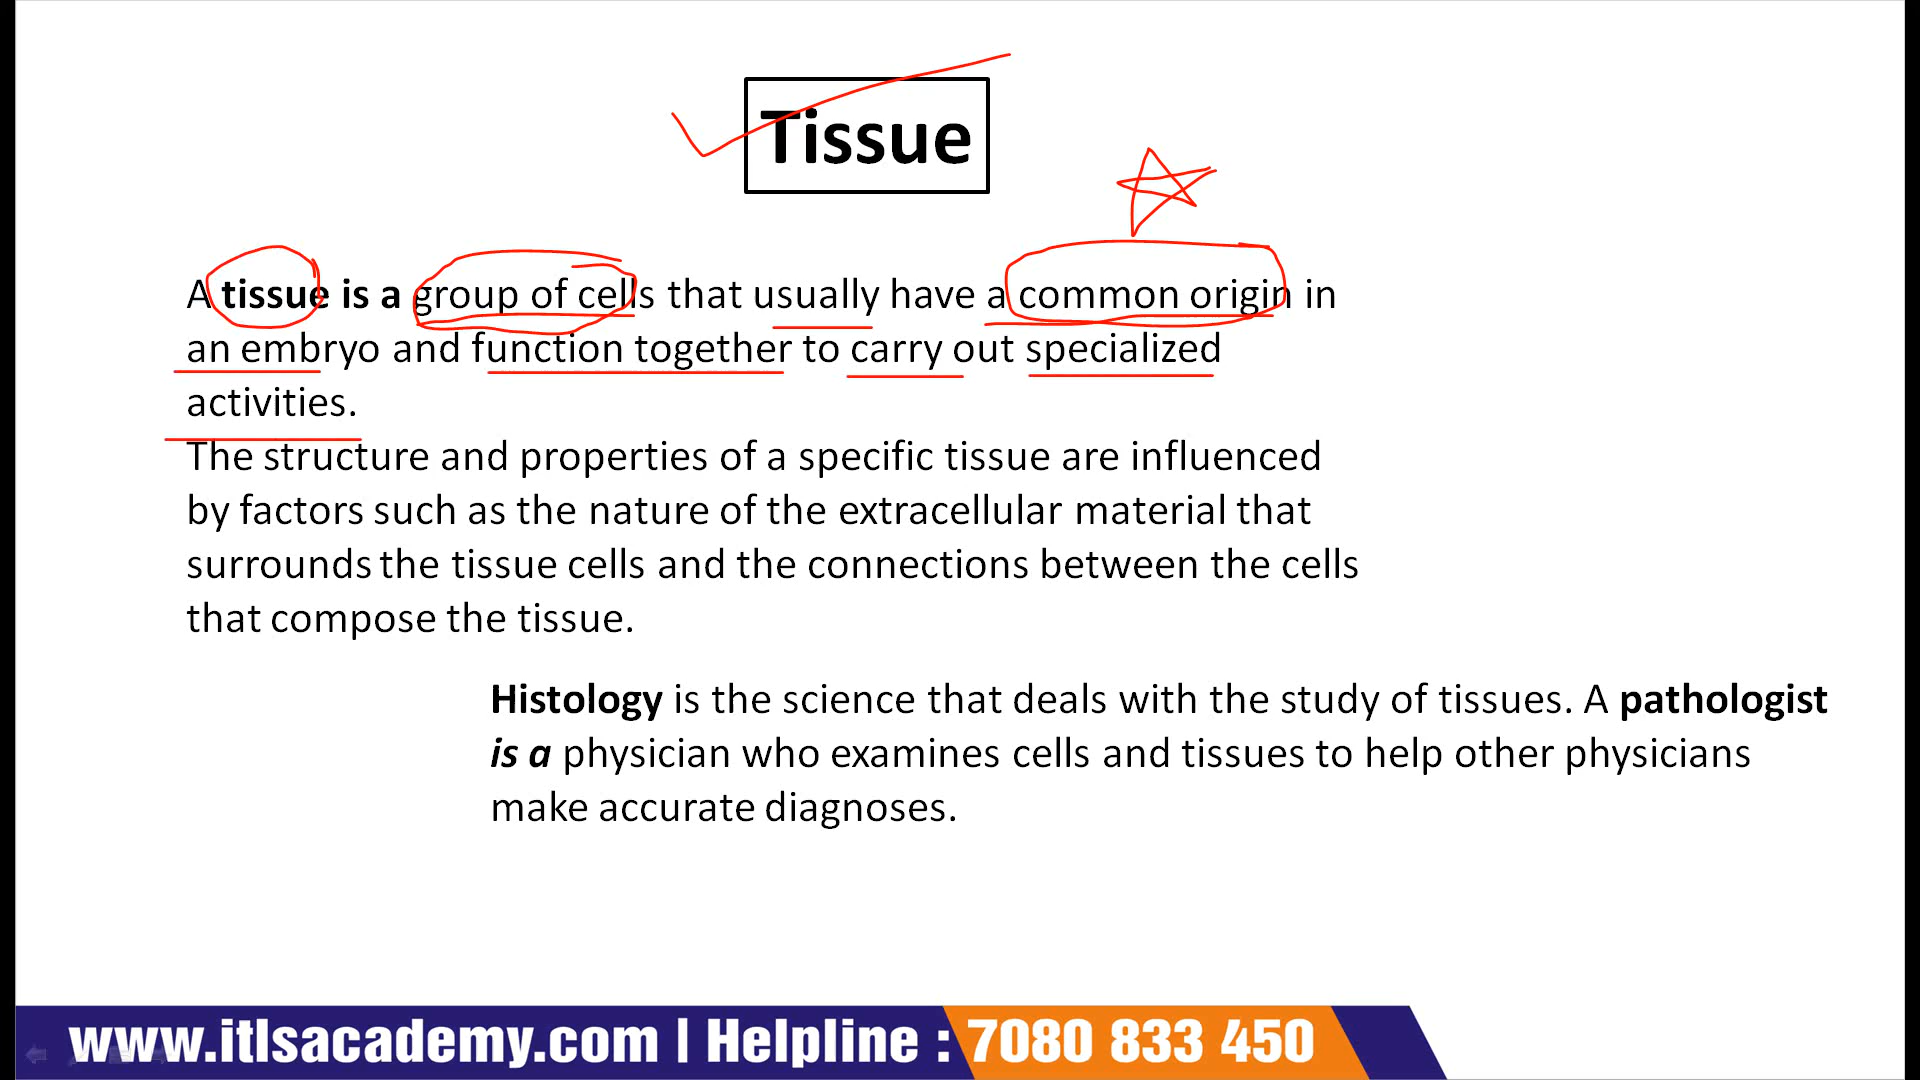 Tissue
A tissue is a group of cells that usually have a common origin in
an embryo and function together to carry out specialized
activities.
The structure and properties of a specific tissue are influenced
by factors such as the nature of the extracellular material that
surrounds the tissue cells and the connections between the cells
that compose the tissue.
Histology is the science that deals with the study of tissues. A pathologist
is a physician who examines cells and tissues to help other physicians
make accurate diagnoses.
www.itlsacademy.com | Helpline : 7080 833 450